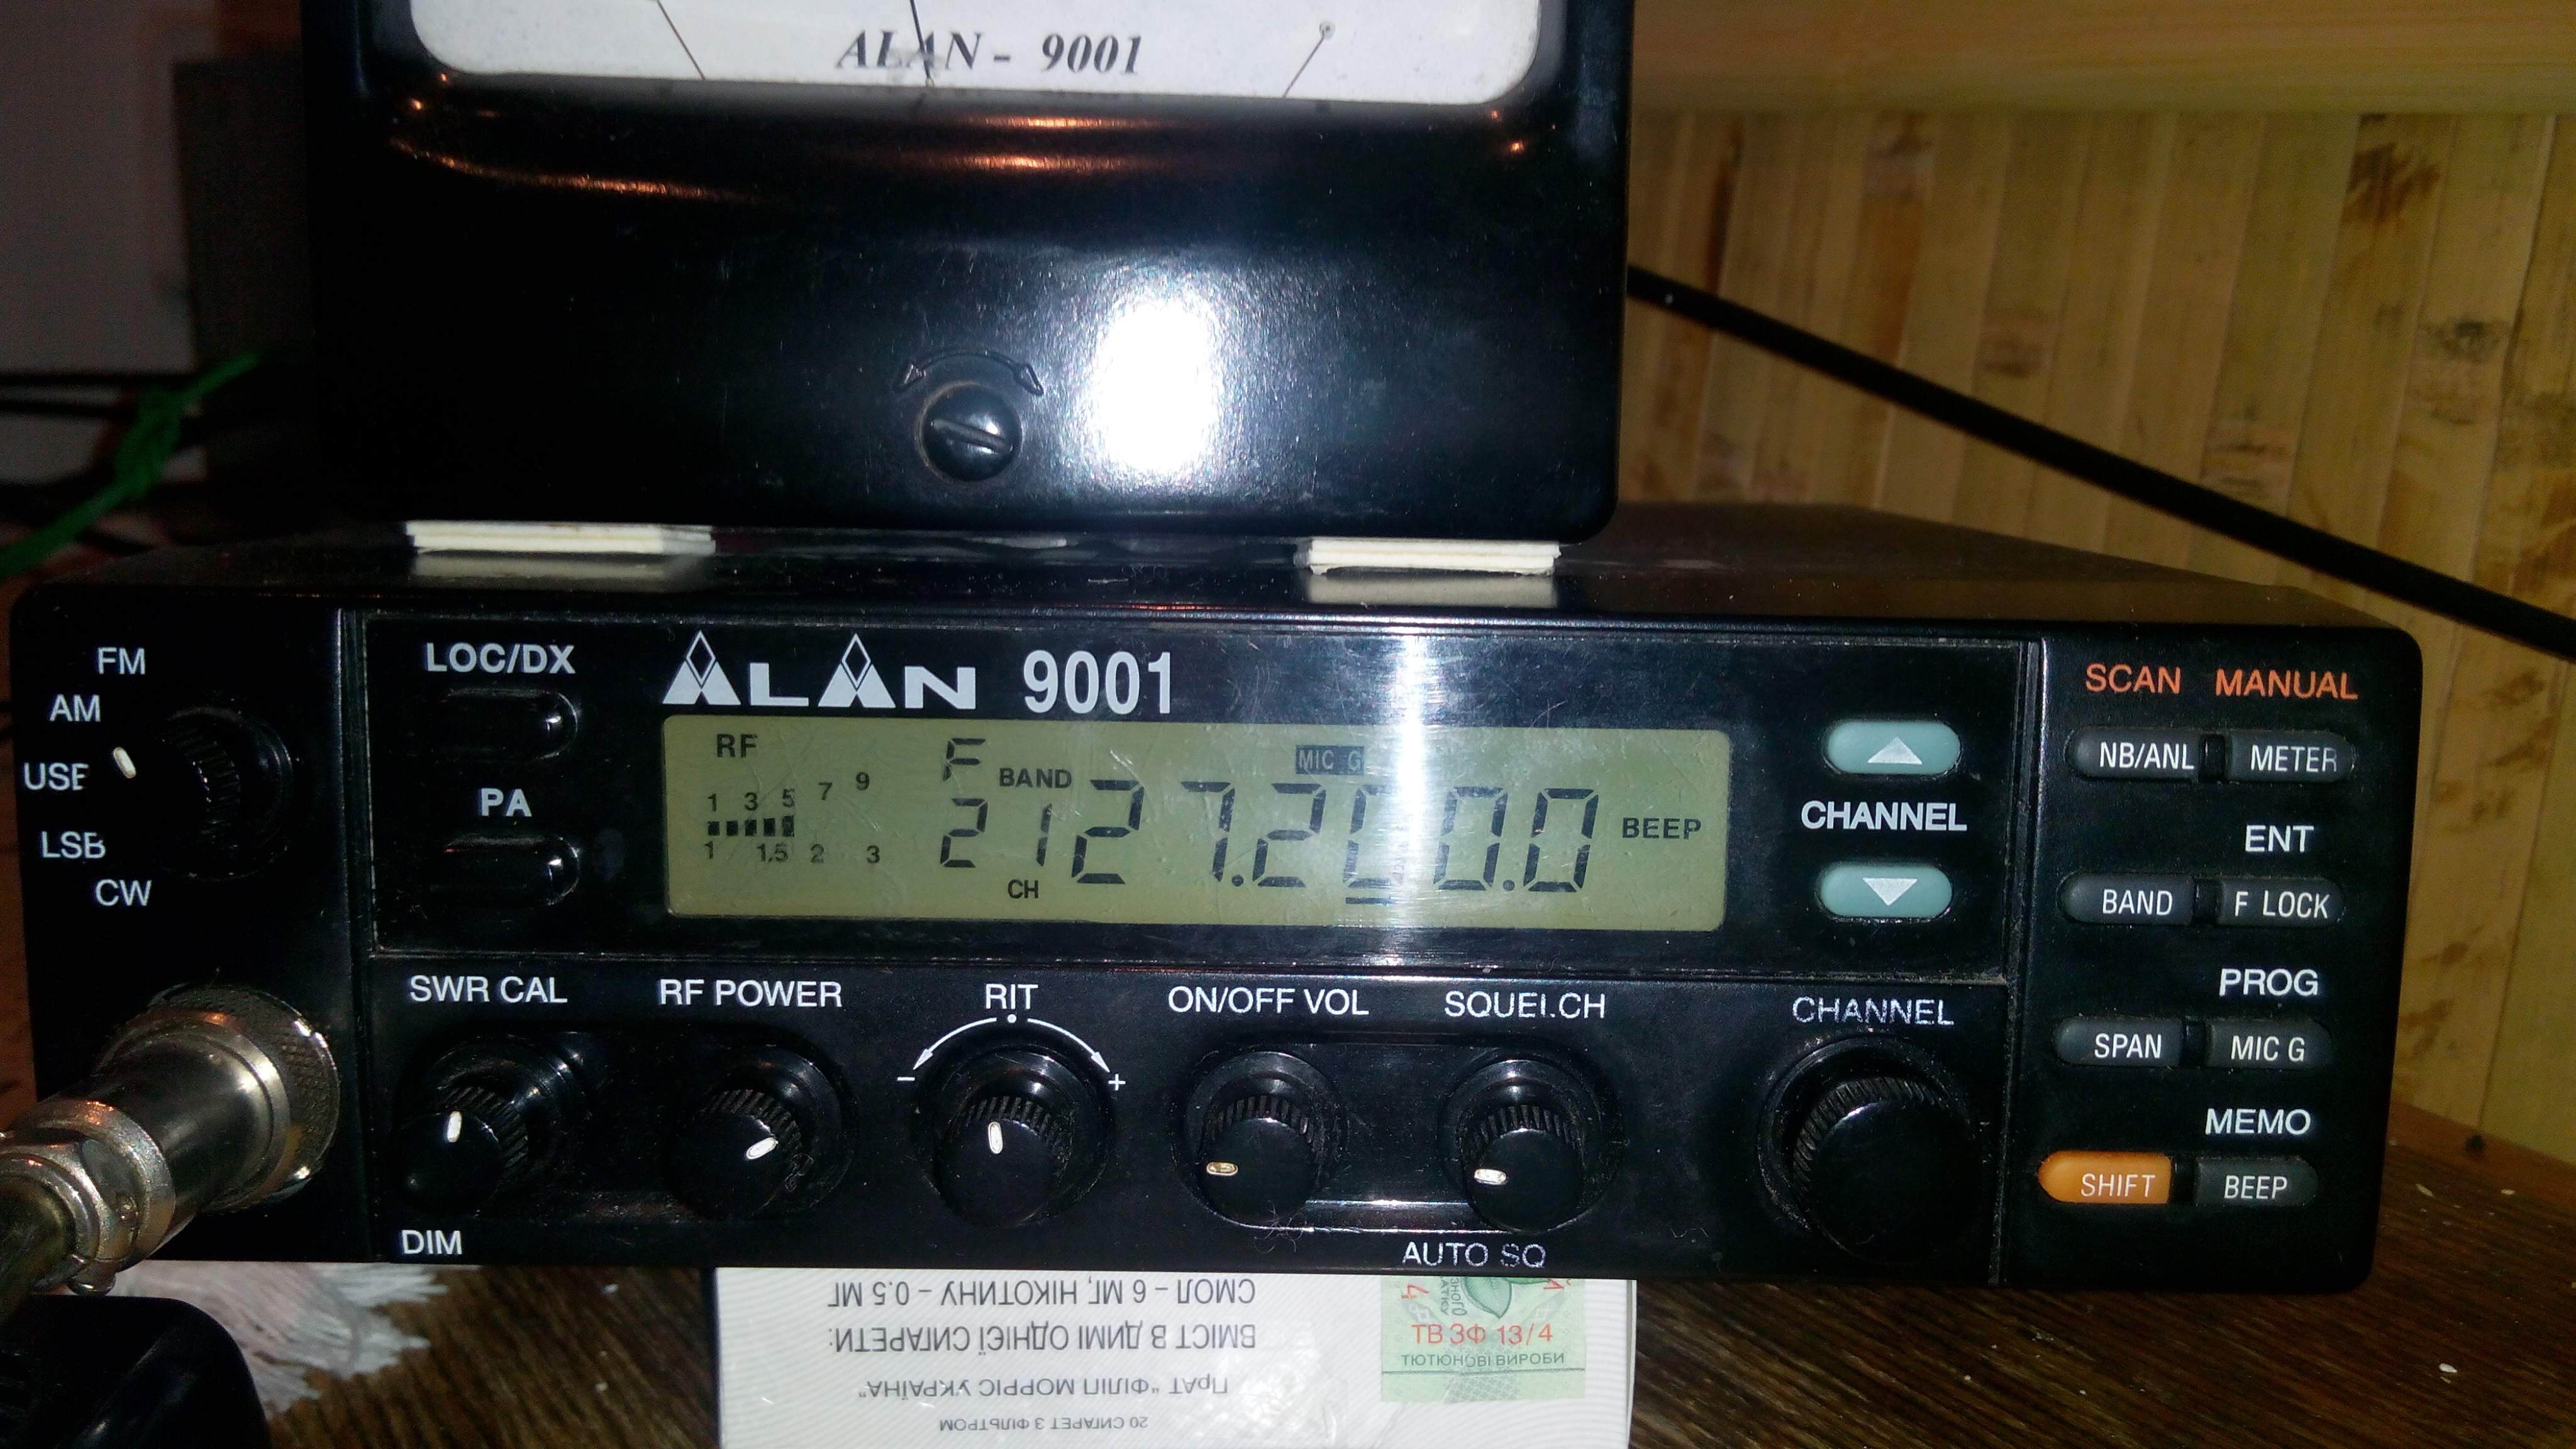 ALAN - 9001
FM
AM
USB
LSB
CW
LOC/DX
PA
ALAN 9001
RF
F
BAND
MIC G
1 3 5 7 9
21 27.200.0
BEEP
1 1,5 2 3
CH
CHANNEL
SCAN MANUAL
NB/ANL METER
ENT
BAND F LOCK
PROG
SPAN MIC G
MEMO
SHIFT BEEP
SWR CAL
RF POWER
RIT
- +
ON/OFF VOL
SQUELCH
CHANNEL
DIM
AUTO SQ
20 СИГАРЕТ З ФІЛЬТРОМ
ПрАТ "ФІЛІП МОРРІС УКРАЇНА"
ВМІСТ В ДИМІ ОДНІЄЇ СИГАРЕТИ:
СМОЛ – 6 МГ, НІКОТИНУ – 0.5 МГ
ТВ ЗФ 13/4
ТЮТЮНОВІ ВИРОБИ